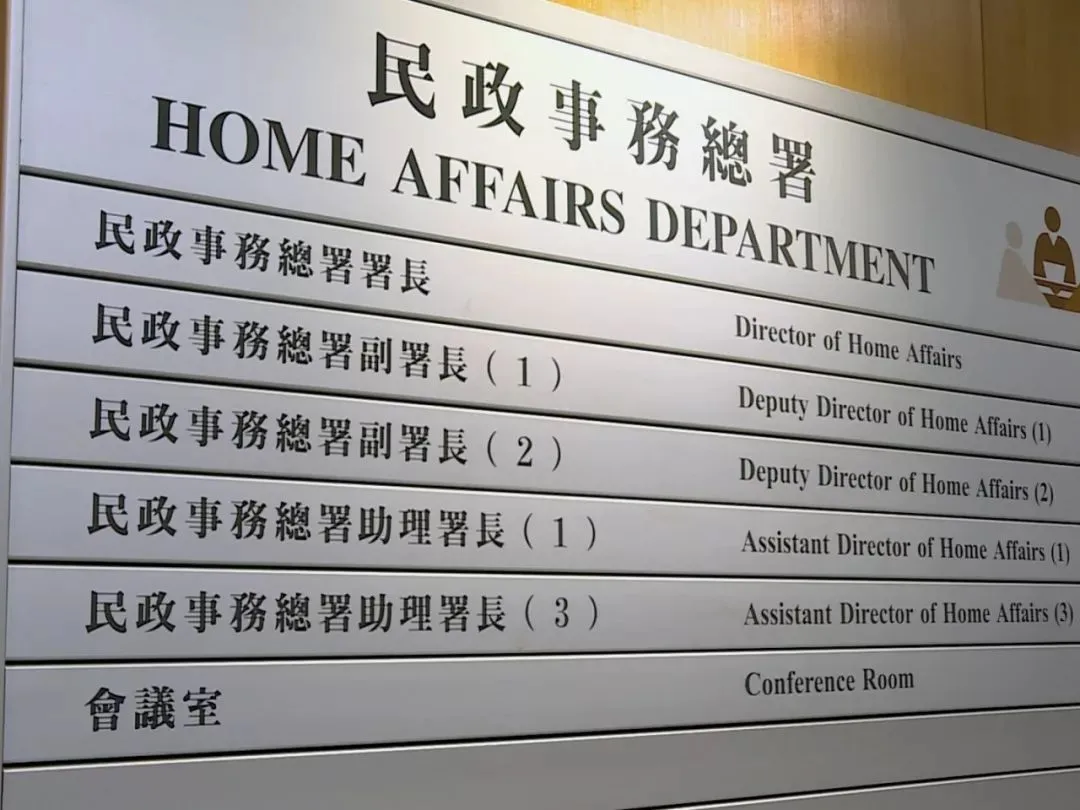 民政事務總署
HOME AFFAIRS DEPARTMENT
民政事務總署署長 Director of Home Affairs
民政事務總署副署長（1） Deputy Director of Home Affairs (1)
民政事務總署副署長（2） Deputy Director of Home Affairs (2)
民政事務總署助理署長（1） Assistant Director of Home Affairs (1)
民政事務總署助理署長（3） Assistant Director of Home Affairs (3)
會議室 Conference Room